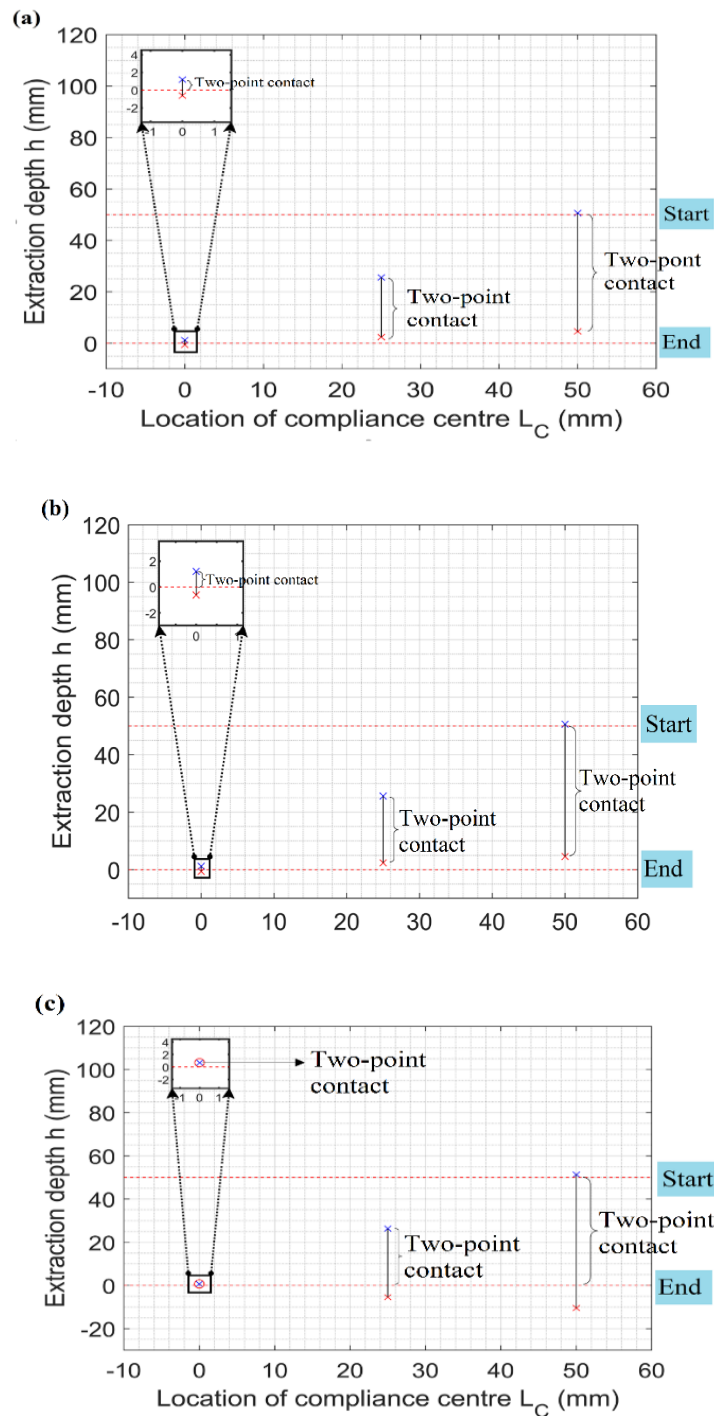 (a)
120
100
80
60
40
20
0
Extraction depth h (mm)
4
2
0
-2
-1 0 1
Two-point contact
Two-point
contact
Two-pont
contact
Start
End
-10 0 10 20 30 40 50 60
Location of compliance centre L_C (mm)
(b)
120
100
80
60
40
20
0
Extraction depth h (mm)
2
0
-2
0 1
Two-point contact
Two-point
contact
Two-point
contact
Start
End
-10 0 10 20 30 40 50 60
(c)
120
100
80
60
40
20
0
-20
Extraction depth h (mm)
4
2
0
-2
-1 0 1
Two-point
contact
Two-point
contact
Two-point
contact
Start
End
-10 0 10 20 30 40 50 60
Location of compliance centre L_C (mm)